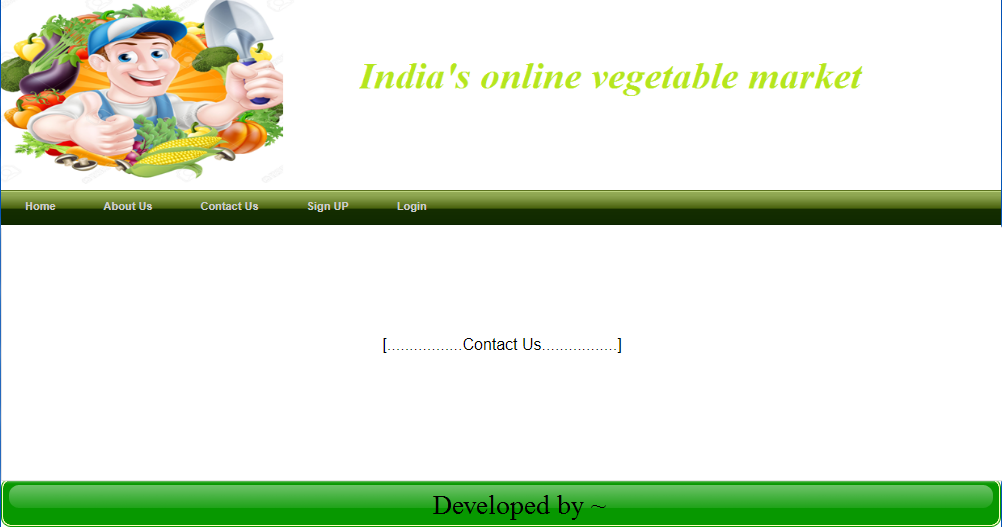 India's online vegetable market
Home About Us Contact Us Sign UP Login
[.................Contact Us.................]
Developed by ~